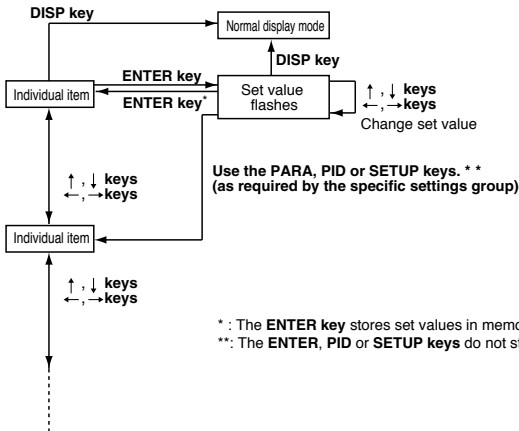 DISP key
Normal display mode
DISP key
ENTER key
Individual item
ENTER key*
Set value
flashes
↑ , ↓ keys
← , → keys
Change set value
↑ , ↓ keys
← , → keys
Use the PARA, PID or SETUP keys. * *
(as required by the specific settings group)
Individual item
↑ , ↓ keys
← , → keys
* : The ENTER key stores set values in memo
**: The ENTER, PID or SETUP keys do not st